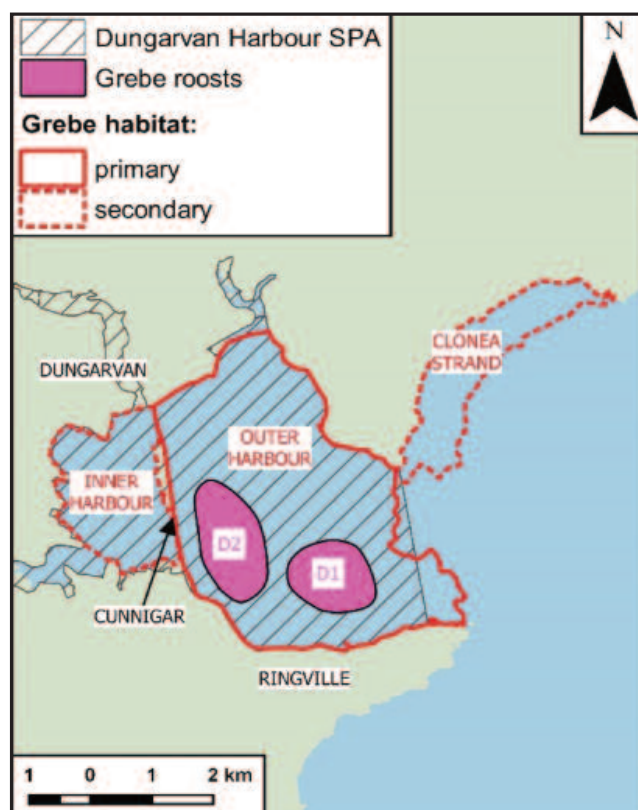 Dungarvan Harbour SPA
Grebe roosts
Grebe habitat:
primary
secondary
N
DUNGARVAN
CLONEA
STRAND
OUTER
HARBOUR
INNER
HARBOUR
D2
D1
CUNNIGAR
RINGVILLE
1 0 1 2 km